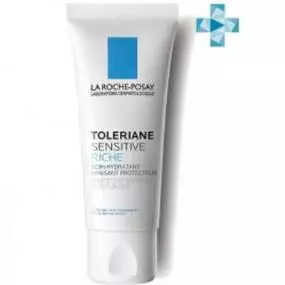 LA ROCHE-POSAY
LABORATOIRE DERMATOLOGIQUE
TOLERIANE
SENSITIVE
RICHE
SOIN HYDRATANT
APAISANT PROTECTEUR